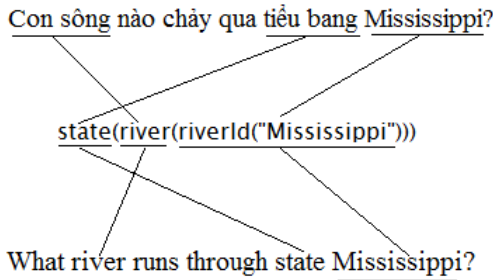 Con sông nào chảy qua tiểu bang Mississippi?
state(river(riverId("Mississippi")))
What river runs through state Mississippi?